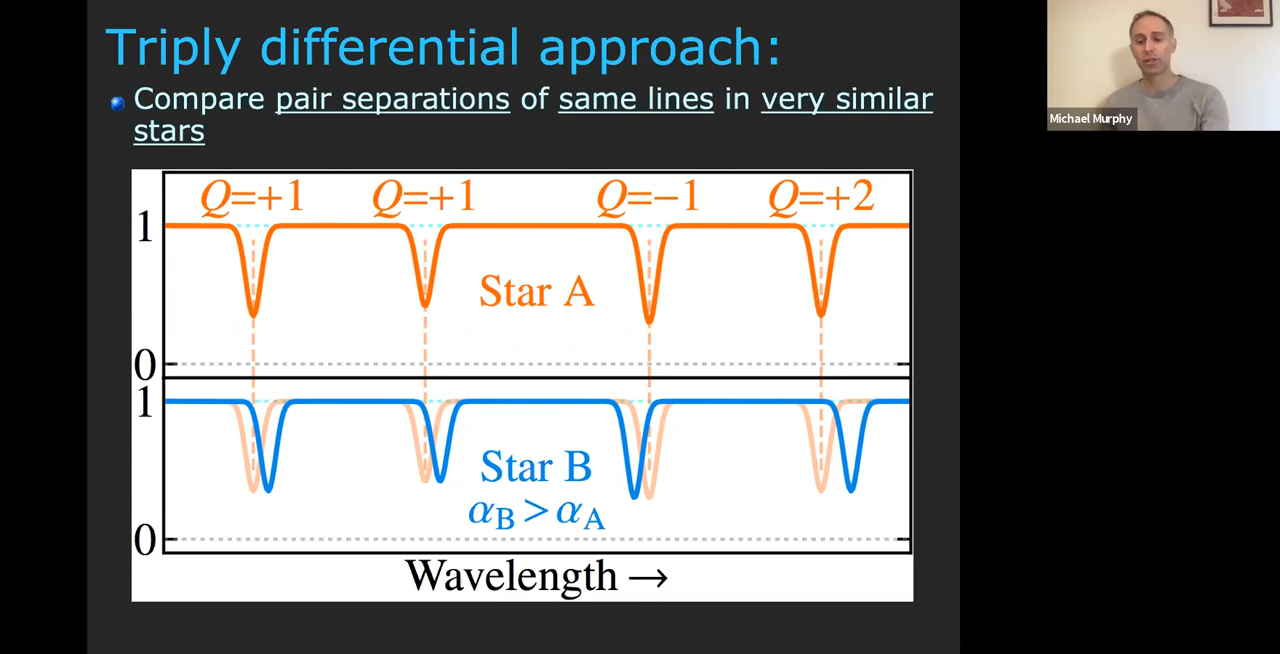 Triply differential approach:
Compare pair separations of same lines in very similar
stars
Michael Murphy
Q=+1 Q=+1 Q=−1 Q=+2
1
Star A
0
1
Star B
αB > αA
0
Wavelength →